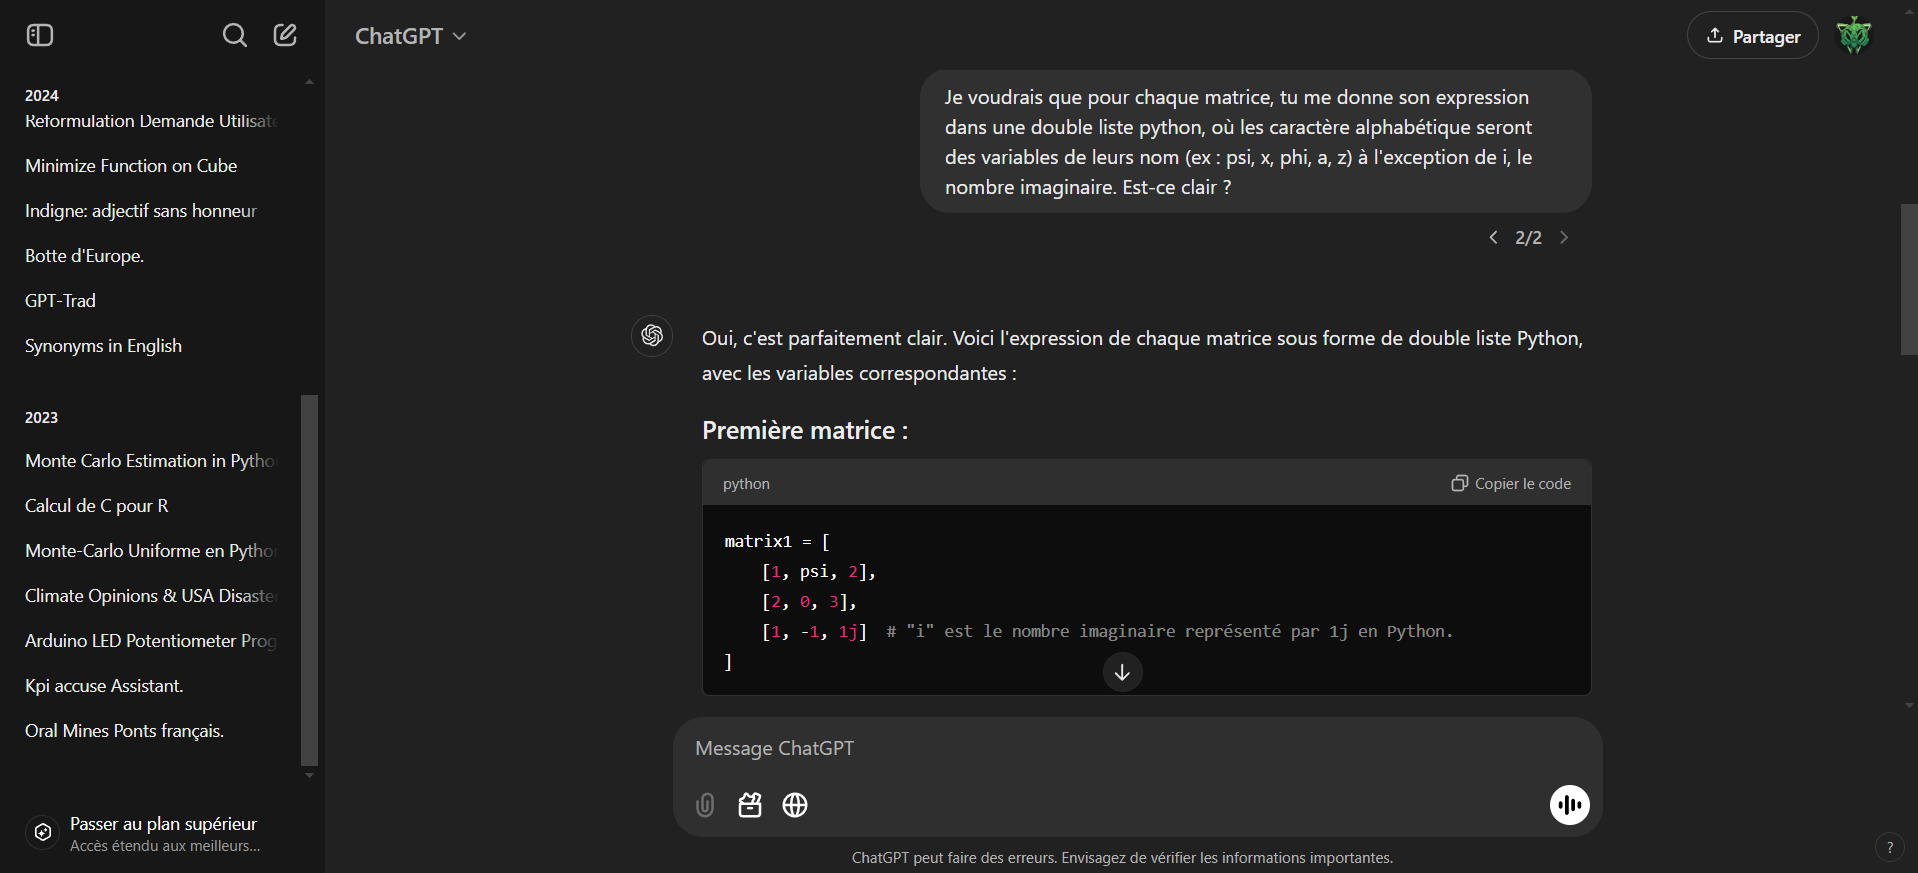 ChatGPT
Partager
2024
Reformulation Demande Utilisate
Minimize Function on Cube
Indigne: adjectif sans honneur
Botte d'Europe.
GPT-Trad
Synonyms in English
2023
Monte Carlo Estimation in Pytho
Calcul de C pour R
Monte-Carlo Uniforme en Pytho
Climate Opinions & USA Disaste
Arduino LED Potentiometer Prog
Kpi accuse Assistant.
Oral Mines Ponts français.
Passer au plan supérieur
Accès étendu aux meilleurs...
Je voudrais que pour chaque matrice, tu me donne son expression
dans une double liste python, où les caractère alphabétique seront
des variables de leurs nom (ex : psi, x, phi, a, z) à l'exception de i, le
nombre imaginaire. Est-ce clair ?
2/2
Oui, c'est parfaitement clair. Voici l'expression de chaque matrice sous forme de double liste Python,
avec les variables correspondantes :
Première matrice :
python
Copier le code
matrix1 = [
[1, psi, 2],
[2, 0, 3],
[1, -1, 1j] # "i" est le nombre imaginaire représenté par 1j en Python.
]
Message ChatGPT
ChatGPT peut faire des erreurs. Envisagez de vérifier les informations importantes.
?